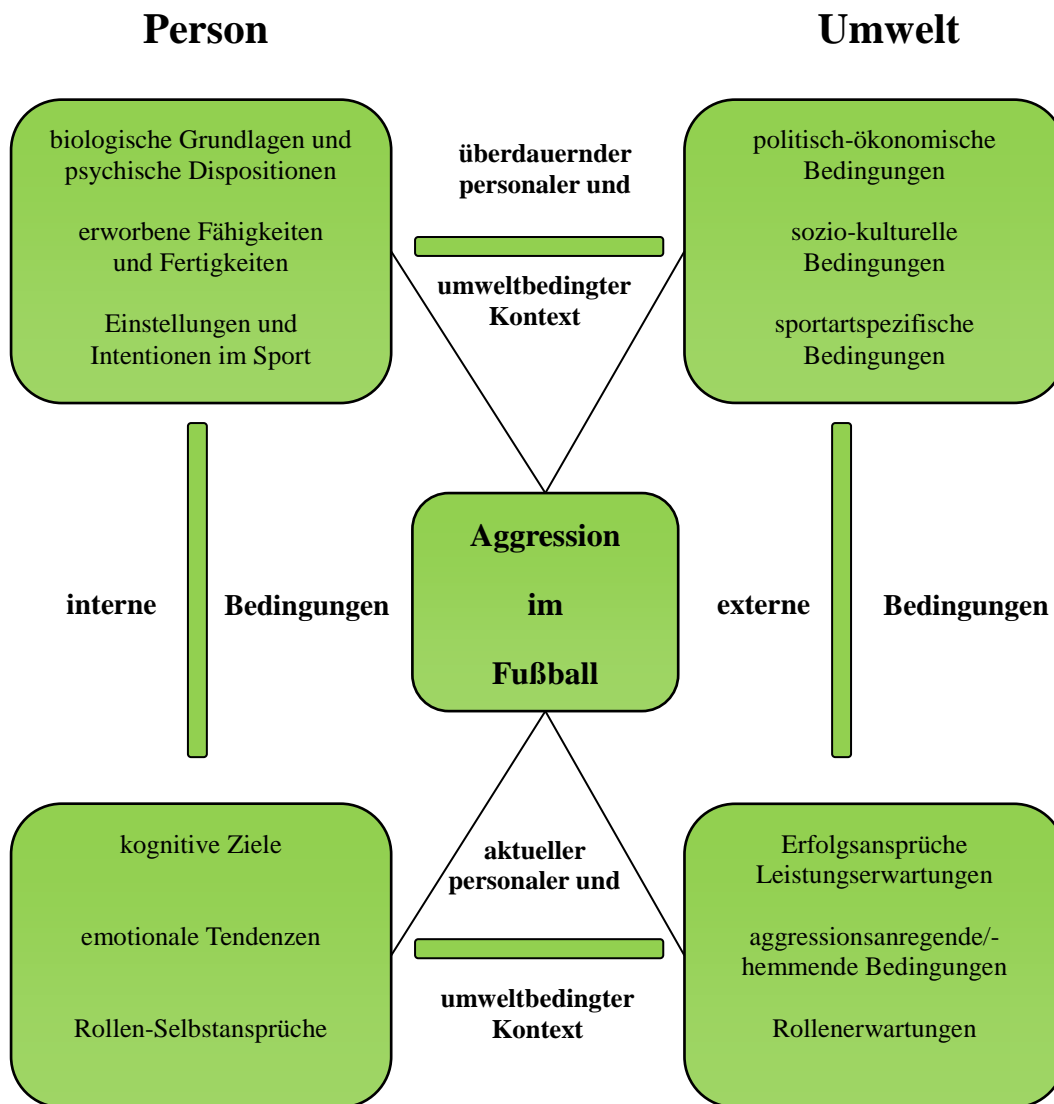 Person
Umwelt
biologische Grundlagen und
psychische Dispositionen
erworbene Fähigkeiten
und Fertigkeiten
Einstellungen und
Intentionen im Sport
überdauernder
personaler und
umweltbedingter
Kontext
politisch-ökonomische
Bedingungen
sozio-kulturelle
Bedingungen
sportartspezifische
Bedingungen
interne
Bedingungen
Aggression
im
Fußball
externe
Bedingungen
kognitive Ziele
emotionale Tendenzen
Rollen-Selbstansprüche
aktueller
personaler und
umweltbedingter
Kontext
Erfolgsansprüche
Leistungserwartungen
aggressionsanregende/-
hemmende Bedingungen
Rollenerwartungen